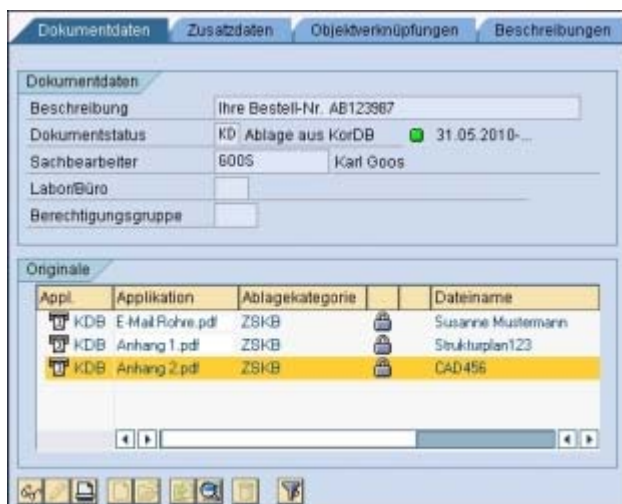 Dokumentdaten Zusatzdaten Objektverknüpfungen Beschreibungen
Dokumentdaten
Beschreibung Ihre Bestell-Nr. AB123987
Dokumentstatus KD Ablage aus KorDB 31.05.2010-...
Sachbearbeiter GOOS Karl Goos
Labor/Büro
Berechtigungsgruppe
Originale
Appl. Applikation Ablagekategorie Dateiname
KDB E-Mail Rohre.pdf ZSKB Susanne Mustermann
KDB Anhang 1.pdf ZSKB Strukturplan123
KDB Anhang 2.pdf ZSKB CAD456